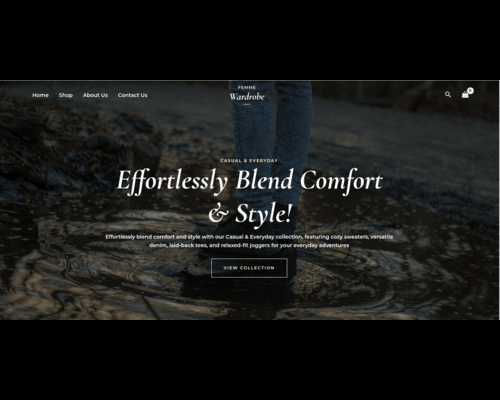 Home Shop About Us Contact Us
FEMME
Wardrobe
0
CASUAL & EVERYDAY
Effortlessly Blend Comfort
& Style!
Effortlessly blend comfort and style with our Casual & Everyday collection, featuring cozy sweaters, versatile
denim, laid-back tees, and relaxed-fit joggers for your everyday adventures
VIEW COLLECTION